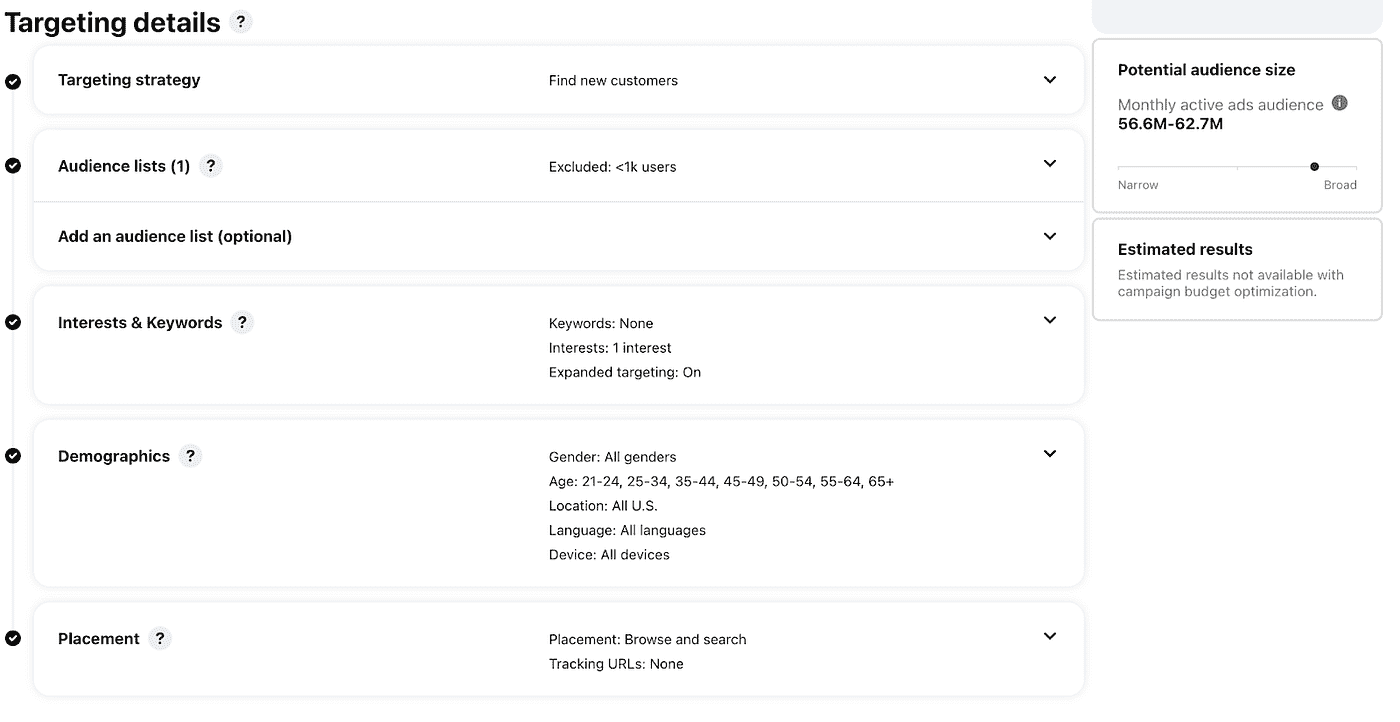 Targeting details ?
Targeting strategy Find new customers
Audience lists (1) ? Excluded: <1k users
Add an audience list (optional)
Interests & Keywords ? Keywords: None
Interests: 1 interest
Expanded targeting: On
Demographics ? Gender: All genders
Age: 21-24, 25-34, 35-44, 45-49, 50-54, 55-64, 65+
Location: All U.S.
Language: All languages
Device: All devices
Placement ? Placement: Browse and search
Tracking URLs: None
Potential audience size
Monthly active ads audience i
56.6M-62.7M
Narrow Broad
Estimated results
Estimated results not available with
campaign budget optimization.